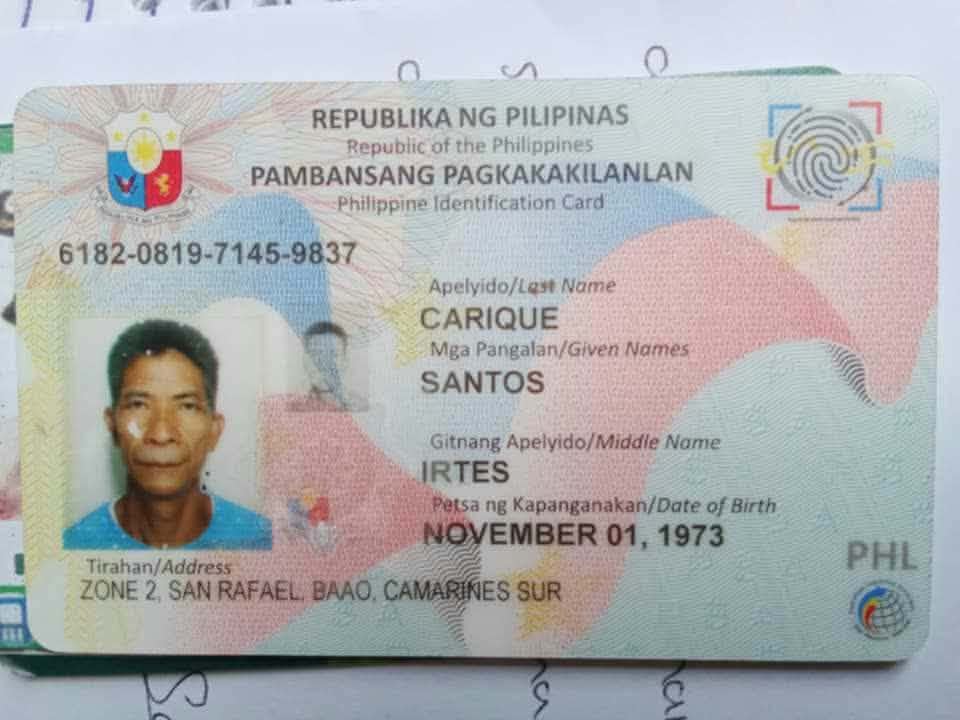 REPUBLIKA NG PILIPINAS
Republic of the Philippines
PAMBANSANG PAGKAKAKILANLAN
Philippine Identification Card
6182-0819-7145-9837
Apelyido/Last Name
CARIQUE
Mga Pangalan/Given Names
SANTOS
Gitnang Apelyido/Middle Name
IRTES
Petsa ng Kapanganakan/Date of Birth
NOVEMBER 01, 1973
PHL
Tirahan/Address
ZONE 2, SAN RAFAEL, BAAO, CAMARINES SUR